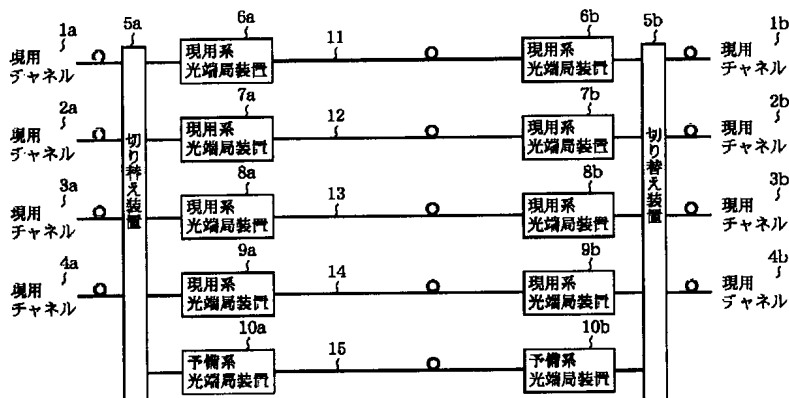 1a
5a
6a
6b
5b
1b
現用
チャネル
現用系
光端局装置
11
現用系
光端局装置
現用
チャネル
2a
7a
12
7b
2b
現用
チャネル
現用系
光端局装置
現用系
光端局装置
現用
チャネル
切り替え装置
切り替え装置
3a
8a
13
8b
3b
現用
チャネル
現用系
光端局装置
現用系
光端局装置
現用
チャネル
4a
9a
14
9b
4b
現用
チャネル
現用系
光端局装置
現用系
光端局装置
現用
チャネル
10a
15
10b
予備系
光端局装置
予備系
光端局装置